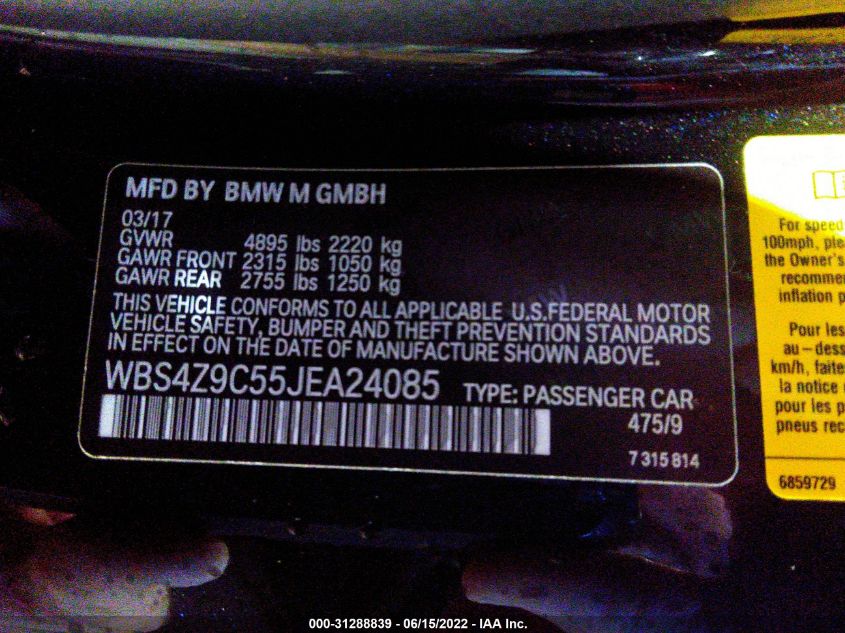 MFD BY BMW M GMBH
03/17
GVWR 4895 lbs 2220 kg
GAWR FRONT 2315 lbs 1050 kg
GAWR REAR 2755 lbs 1250 kg
THIS VEHICLE CONFORMS TO ALL APPLICABLE U.S.FEDERAL MOTOR
VEHICLE SAFETY, BUMPER AND THEFT PREVENTION STANDARDS
IN EFFECT ON THE DATE OF MANUFACTURE SHOWN ABOVE.
WBS4Z9C55JEA24085 TYPE: PASSENGER CAR
475/9
7 315 814
For speed
100mph, ple
the Owner's
recomme
inflation p
Pour les
au-dess
km/h, faite
la notice
pour les p
pneus rec
6859729
000-31288839 - 06/15/2022 - IAA Inc.